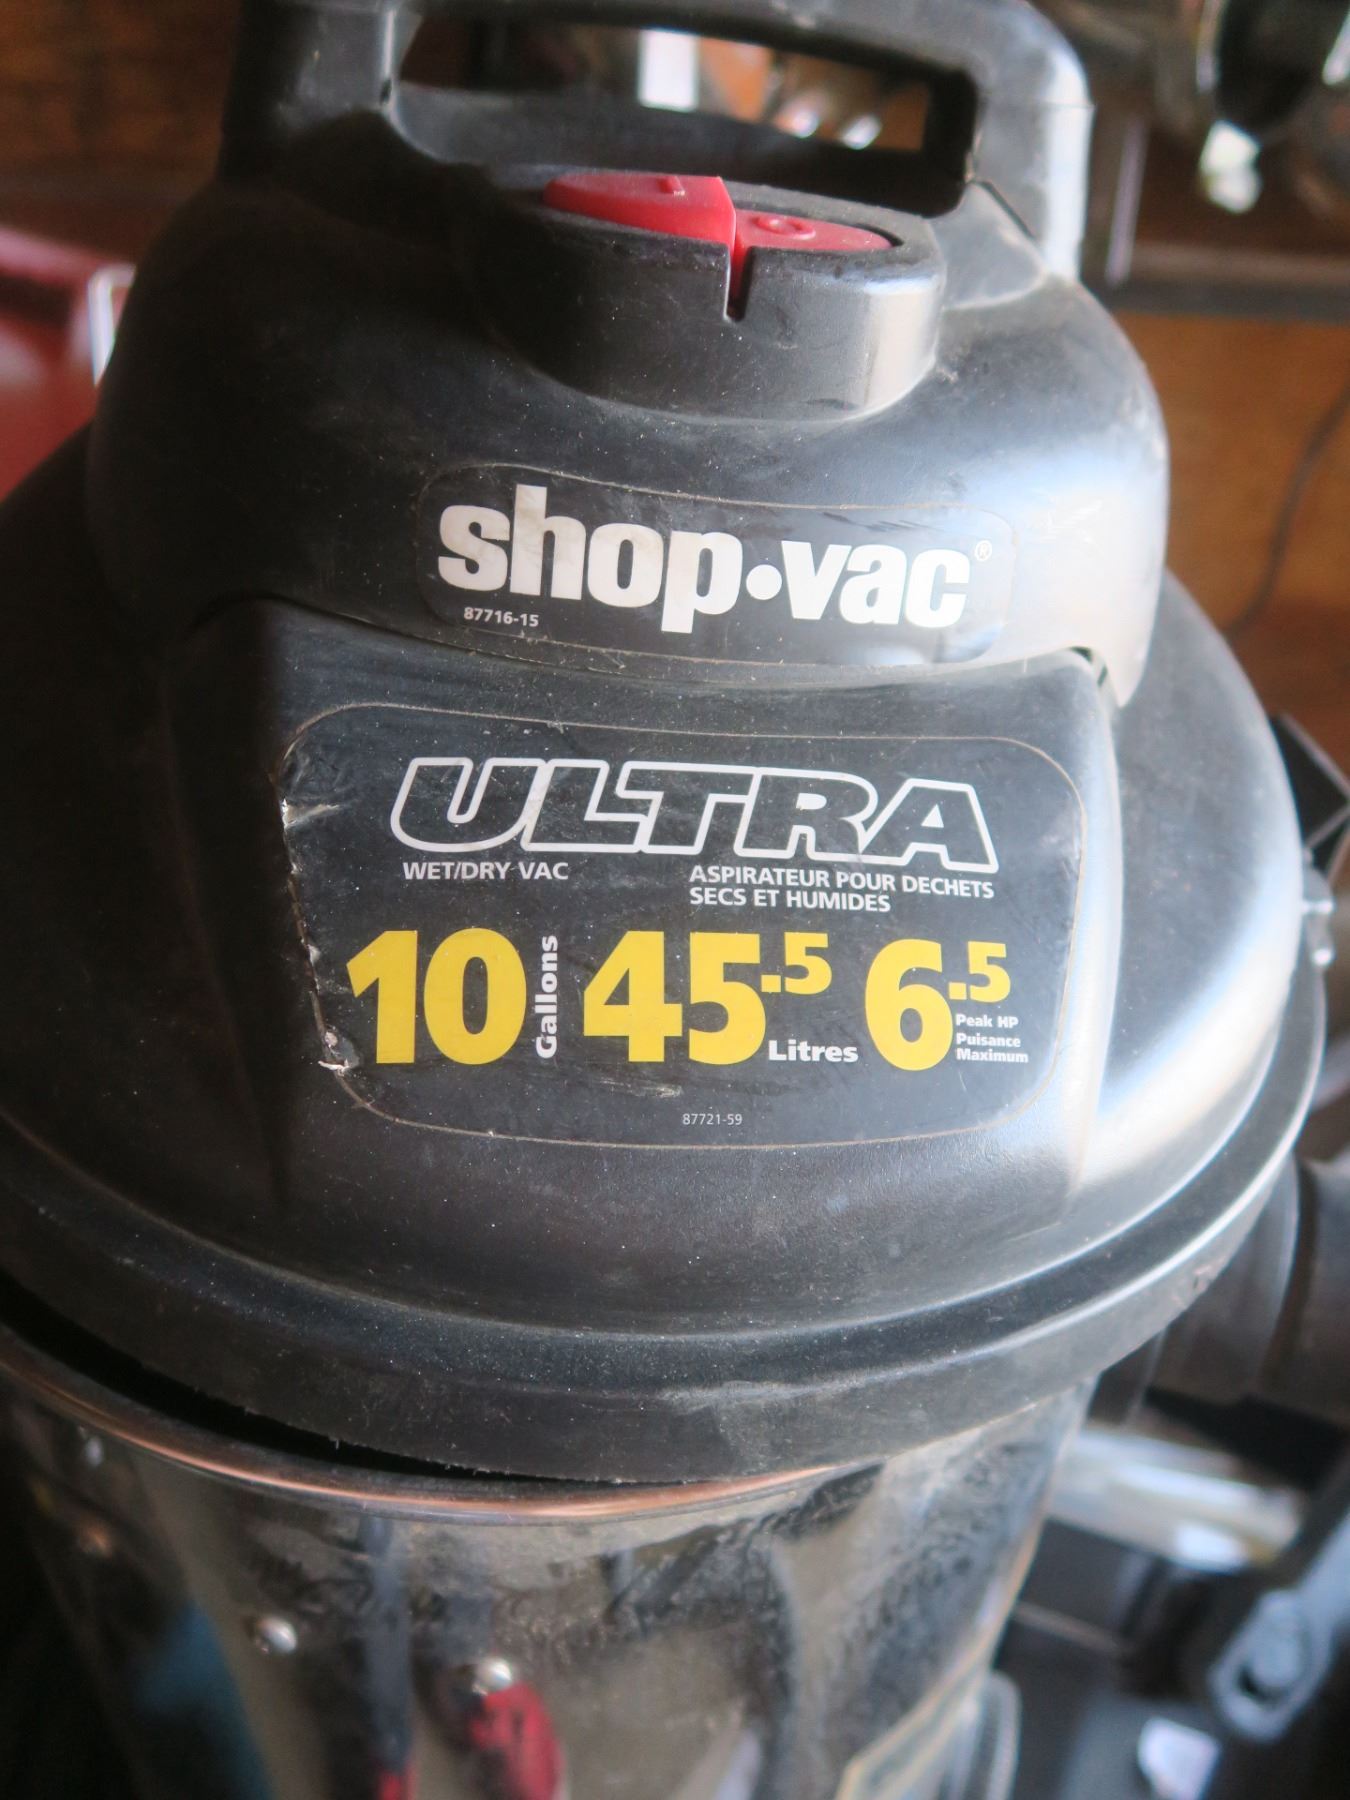 shop·vac®
87716-15
ULTRA
WET/DRY VAC
ASPIRATEUR POUR DECHETS
SECS ET HUMIDES
10 Gallons 45.5 Litres 6.5
Peak HP
Puisance
Maximum
87721-59